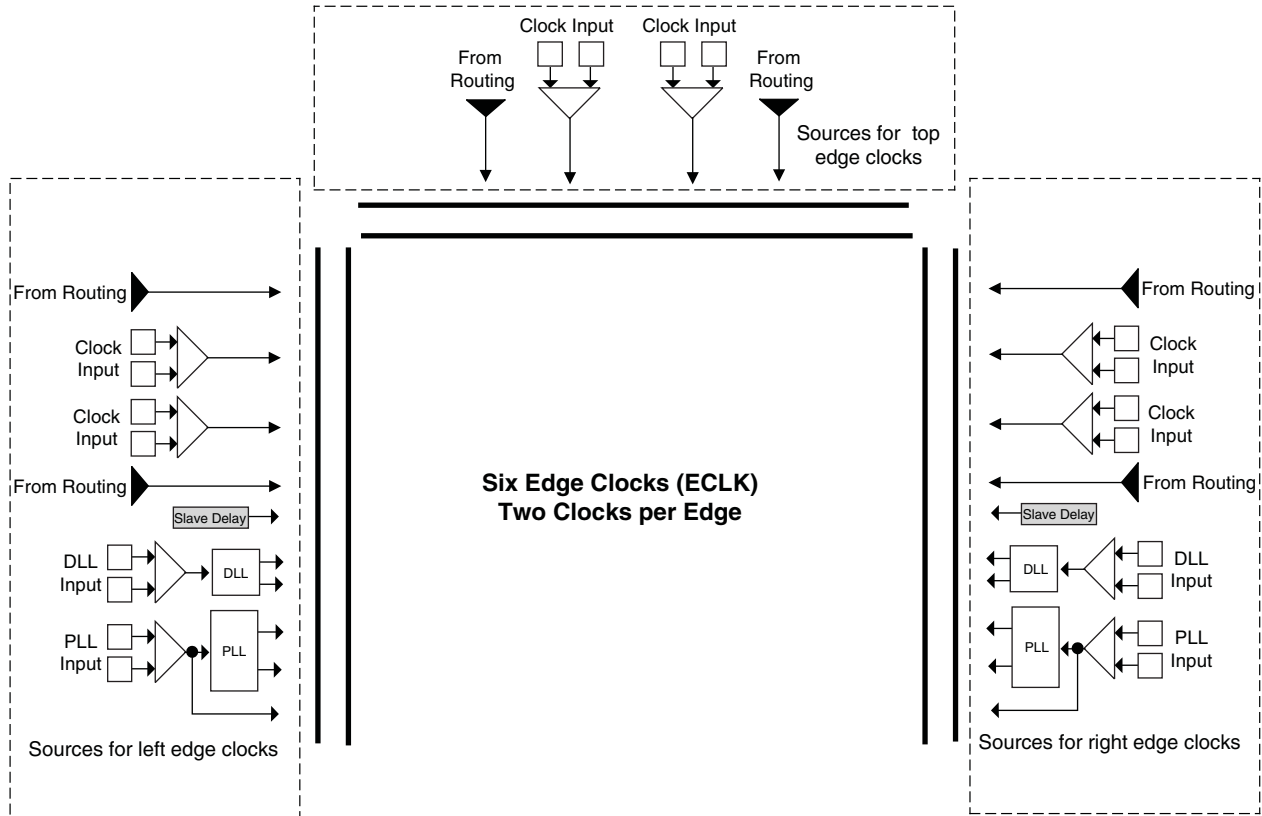 Clock Input
Clock Input
From
Routing
From
Routing
Sources for top
edge clocks
From Routing
Clock
Input
Clock
Input
From Routing
Slave Delay
DLL
Input
DLL
PLL
Input
PLL
Sources for left edge clocks
Six Edge Clocks (ECLK)
Two Clocks per Edge
From Routing
Clock
Input
Clock
Input
From Routing
Slave Delay
DLL
DLL
Input
PLL
PLL
Input
Sources for right edge clocks